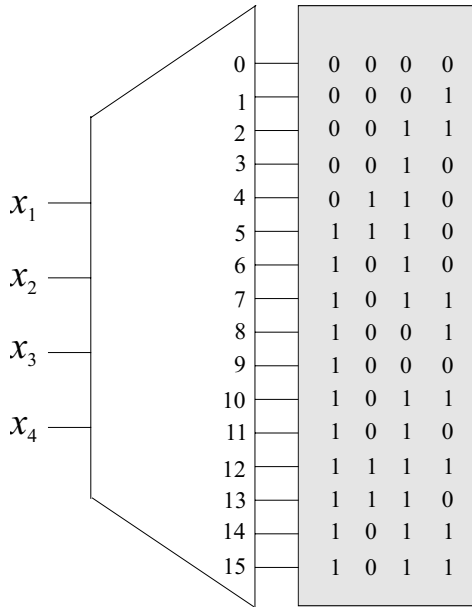 0 0 0 0 0
1 0 0 0 1
2 0 0 1 1
3 0 0 1 0
x₁ 4 0 1 1 0
5 1 1 1 0
x₂ 6 1 0 1 0
7 1 0 1 1
8 1 0 0 1
x₃ 9 1 0 0 0
10 1 0 1 1
x₄ 11 1 0 1 0
12 1 1 1 1
13 1 1 1 0
14 1 0 1 1
15 1 0 1 1